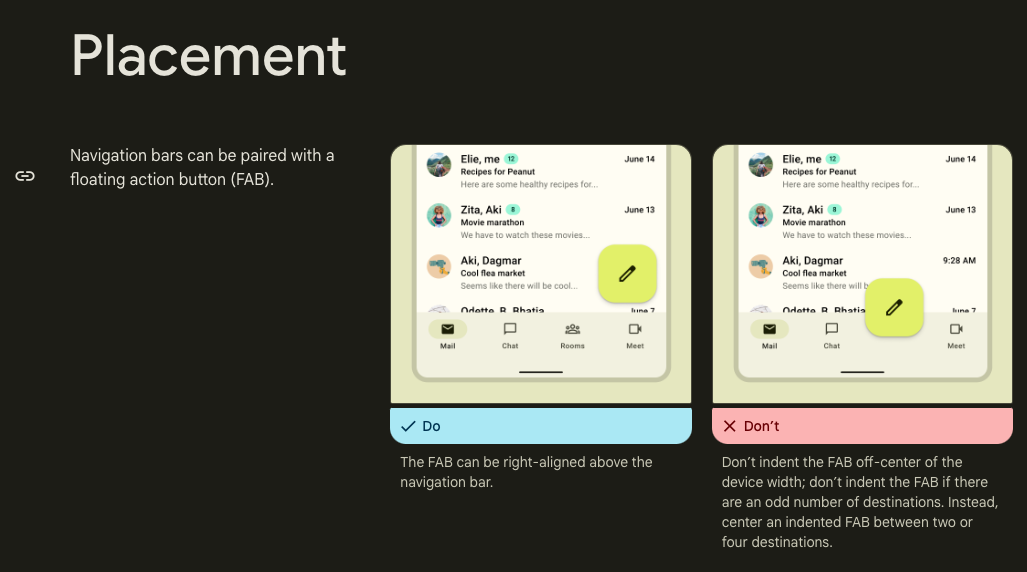 Placement
Navigation bars can be paired with a
floating action button (FAB).
Elie, me 12 June 14
Recipes for Peanut
Here are some healthy recipes for...
Zita, Aki 8 June 13
Movie marathon
We have to watch these movies...
Aki, Dagmar
Cool flea market
Seems like there will be cool...
Odette, B, Bhatia June 7
Mail Chat Rooms Meet
Do
The FAB can be right-aligned above the
navigation bar.
Elie, me 12 June 14
Recipes for Peanut
Here are some healthy recipes for...
Zita, Aki 8 June 13
Movie marathon
We have to watch these movies...
Aki, Dagmar 9:28 AM
Cool flea market
Seems like there will b
Odette, B, Bhatia June 7
Mail Chat Meet
Don't
Don't indent the FAB off-center of the
device width; don't indent the FAB if there
are an odd number of destinations. Instead,
center an indented FAB between two or
four destinations.